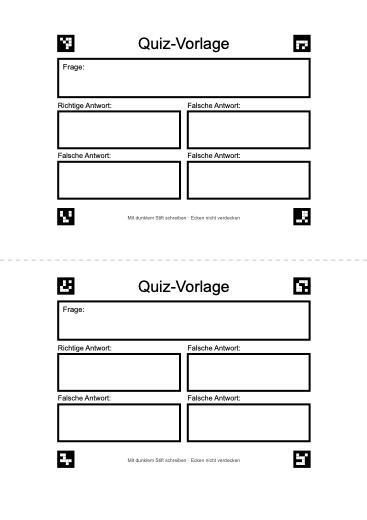 Quiz-Vorlage
Frage:
Richtige Antwort: Falsche Antwort:
Falsche Antwort: Falsche Antwort:
Mit dunklem Stift schreiben · Ecken nicht verdecken
Quiz-Vorlage
Frage:
Richtige Antwort: Falsche Antwort:
Falsche Antwort: Falsche Antwort:
Mit dunklem Stift schreiben · Ecken nicht verdecken